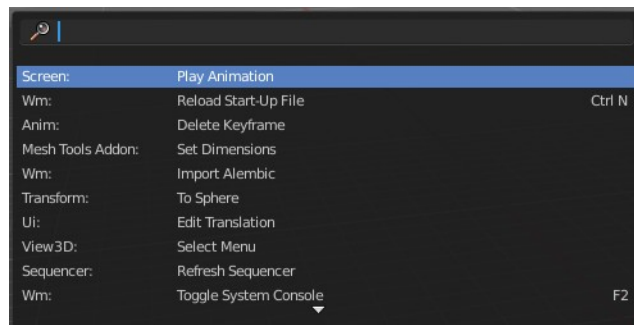 Screen: Play Animation
Wm: Reload Start-Up File Ctrl N
Anim: Delete Keyframe
Mesh Tools Addon: Set Dimensions
Wm: Import Alembic
Transform: To Sphere
Ui: Edit Translation
View3D: Select Menu
Sequencer: Refresh Sequencer
Wm: Toggle System Console F2